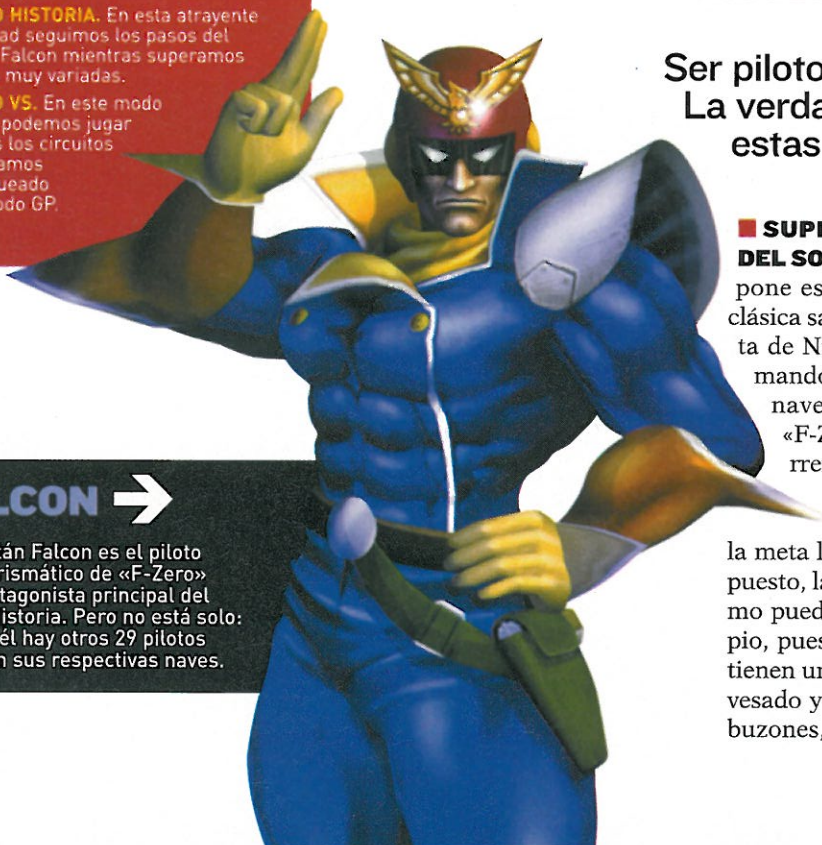 O HISTORIA. En esta atrayente
ad seguimos los pasos del
Falcon mientras superamos
muy variadas.
O VS. En este modo
podemos jugar
los circuitos
amos
ueado
do GP.
LCON
án Falcon es el piloto
rismático de «F-Zero»
tagonista principal del
istoria. Pero no está solo:
él hay otros 29 pilotos
n sus respectivas naves.
Ser piloto
La verda
estas
■ SUPE
DEL SO
pone es
clásica sa
ta de N
mando
nave
«F-Z
rre
la meta l
puesto, la
mo pued
pio, pues
tienen un
vesado y
buzones,